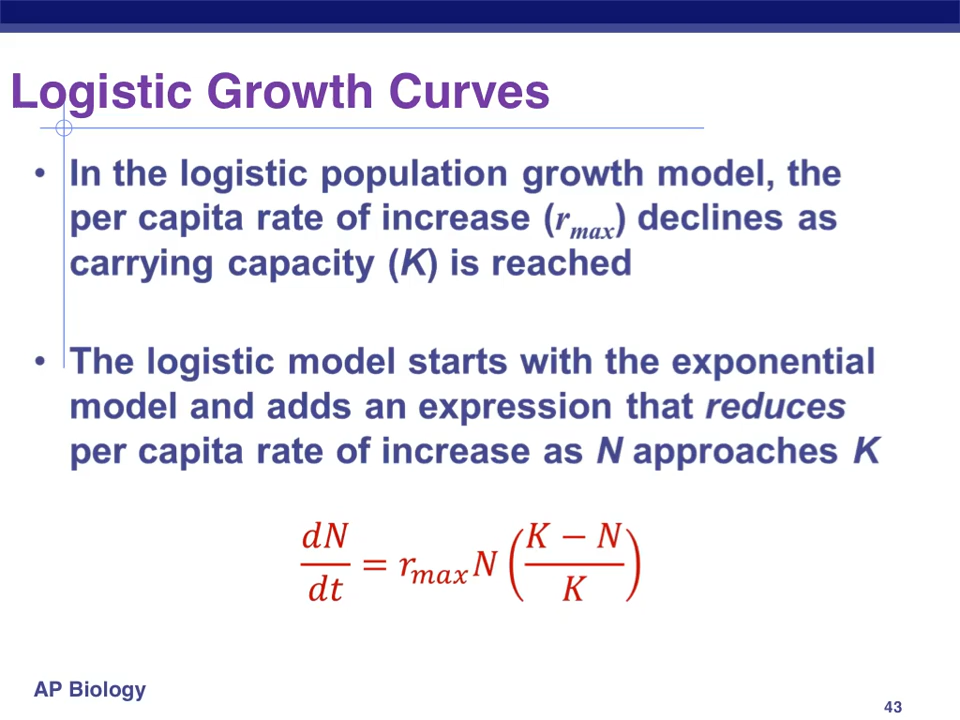 Logistic Growth Curves
• In the logistic population growth model, the
per capita rate of increase (r_max) declines as
carrying capacity (K) is reached
• The logistic model starts with the exponential
model and adds an expression that reduces
per capita rate of increase as N approaches K
dN/dt = r_max N ((K − N)/K)
AP Biology
43